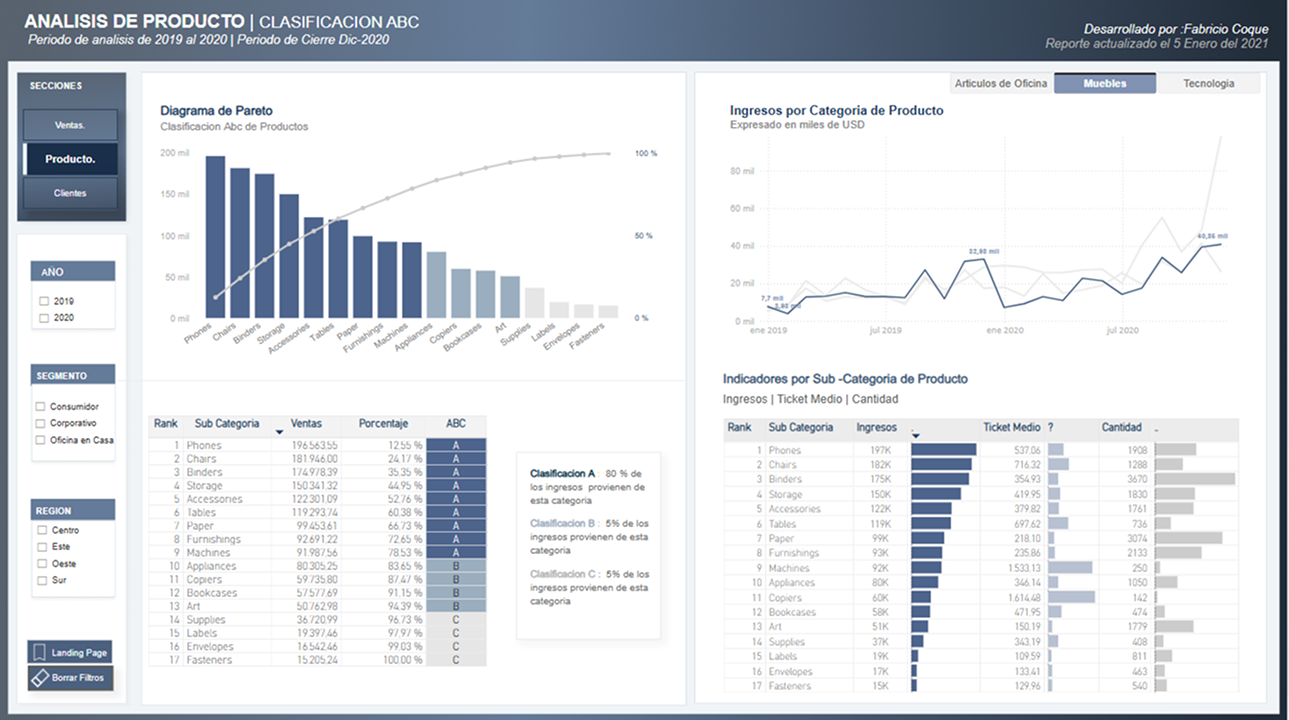 ANALISIS DE PRODUCTO | CLASIFICACION ABC
Periodo de analisis de 2019 al 2020 | Periodo de Cierre Dic-2020
Desarrollado por :Fabricio Coque
Reporte actualizado el 5 Enero del 2021
SECCIONES
Ventas.
Producto.
Clientes
AÑO
2019
2020
SEGMENTO
Consumidor
Corporativo
Oficina en Casa
REGION
Centro
Este
Oeste
Sur
Landing Page
Borrar Filtros
Diagrama de Pareto
Clasificacion Abc de Productos
200 mil
150 mil
100 mil
50 mil
0 mil
100 %
50 %
0 %
Phones
Chairs
Binders
Storage
Accessories
Tables
Paper
Furnishings
Machines
Appliances
Copiers
Bookcases
Art
Supplies
Labels
Envelopes
Fasteners
Rank Sub Categoria Ventas Porcentaje ABC
1 Phones 196.563.55 12.55 % A
2 Chairs 181.946.00 24.17 % A
3 Binders 174.978.39 35.35 % A
4 Storage 150.341.32 44.95 % A
5 Accessories 122.301.09 52.76 % A
6 Tables 119.293.74 60.38 % A
7 Paper 99.453.61 66.73 % A
8 Furnishings 92.691.22 72.65 % A
9 Machines 91.987.56 78.53 % A
10 Appliances 80.305.25 83.65 % B
11 Copiers 59.735.80 87.47 % B
12 Bookcases 57.577.69 91.15 % B
13 Art 50.762.98 94.39 % B
14 Supplies 36.720.99 96.73 % C
15 Labels 19.397.46 97.97 % C
16 Envelopes 16.542.46 99.03 % C
17 Fasteners 15.205.24 100.00 % C
Clasificacion A : 80 % de
los ingresos provienen de
esta categoria
Clasificacion B : 5% de los
ingresos provienen de esta
categoria
Clasificacion C : 5% de los
ingresos provienen de esta
categoria
Articulos de Oficina
Muebles
Tecnologia
Ingresos por Categoria de Producto
Expresado en miles de USD
80 mil
60 mil
40 mil
20 mil
0 mil
7,7 mil
32,93 mil
ene 2019
jul 2019
ene 2020
jul 2020
Indicadores por Sub -Categoria de Producto
Ingresos | Ticket Medio | Cantidad
Rank Sub Categoria Ingresos . Ticket Medio ? Cantidad
1 Phones 197K 537.06 1908
2 Chairs 182K 716.32 1288
3 Binders 175K 354.93 3670
4 Storage 150K 419.95 1830
5 Accessories 122K 379.82 1761
6 Tables 119K 697.62 736
7 Paper 99K 218.10 3074
8 Furnishings 93K 235.86 2133
9 Machines 92K 1.533.13 250
10 Appliances 80K 346.14 1050
11 Copiers 60K 1.614.48 142
12 Bookcases 58K 471.95 474
13 Art 51K 150.19 1779
14 Supplies 37K 343.19 408
15 Labels 19K 109.59 811
16 Envelopes 17K 133.41 463
17 Fasteners 15K 129.96 540